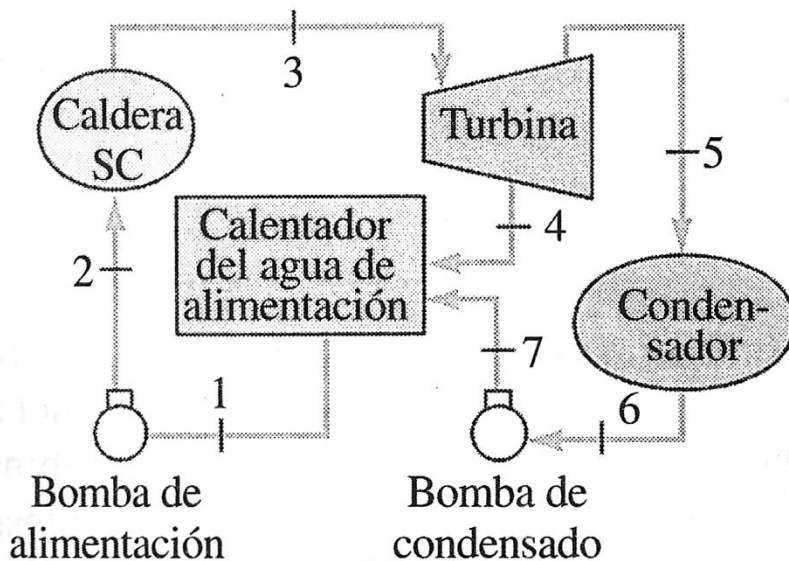 3
Caldera
SC
Turbina
5
4
Calentador
del agua de
alimentación
2
Conden-
sador
7
1
6
Bomba de
alimentación
Bomba de
condensado